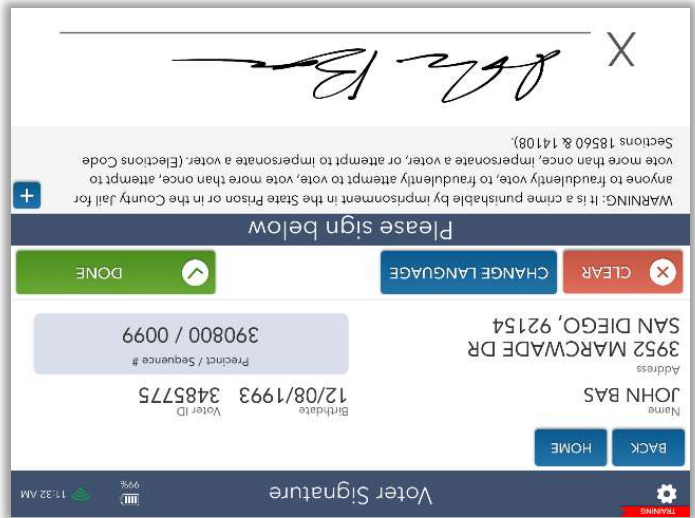 TRAINING
Voter Signature
99%
11:32 AM
BACK
HOME
Name
JOHN BAS
Birthdate
12/08/1993
Voter ID
3485775
Address
3952 MARCWADE DR
SAN DIEGO, 92154
Precinct / Sequence #
390800 / 0099
CLEAR
CHANGE LANGUAGE
DONE
Please sign below
WARNING: It is a crime punishable by imprisonment in the State Prison or in the County Jail for
anyone to fraudulently vote, to fraudulently attempt to vote, vote more than once, attempt to
vote more than once, impersonate a voter, or attempt to impersonate a voter. (Elections Code
Sections 18560 & 14108).
+
X